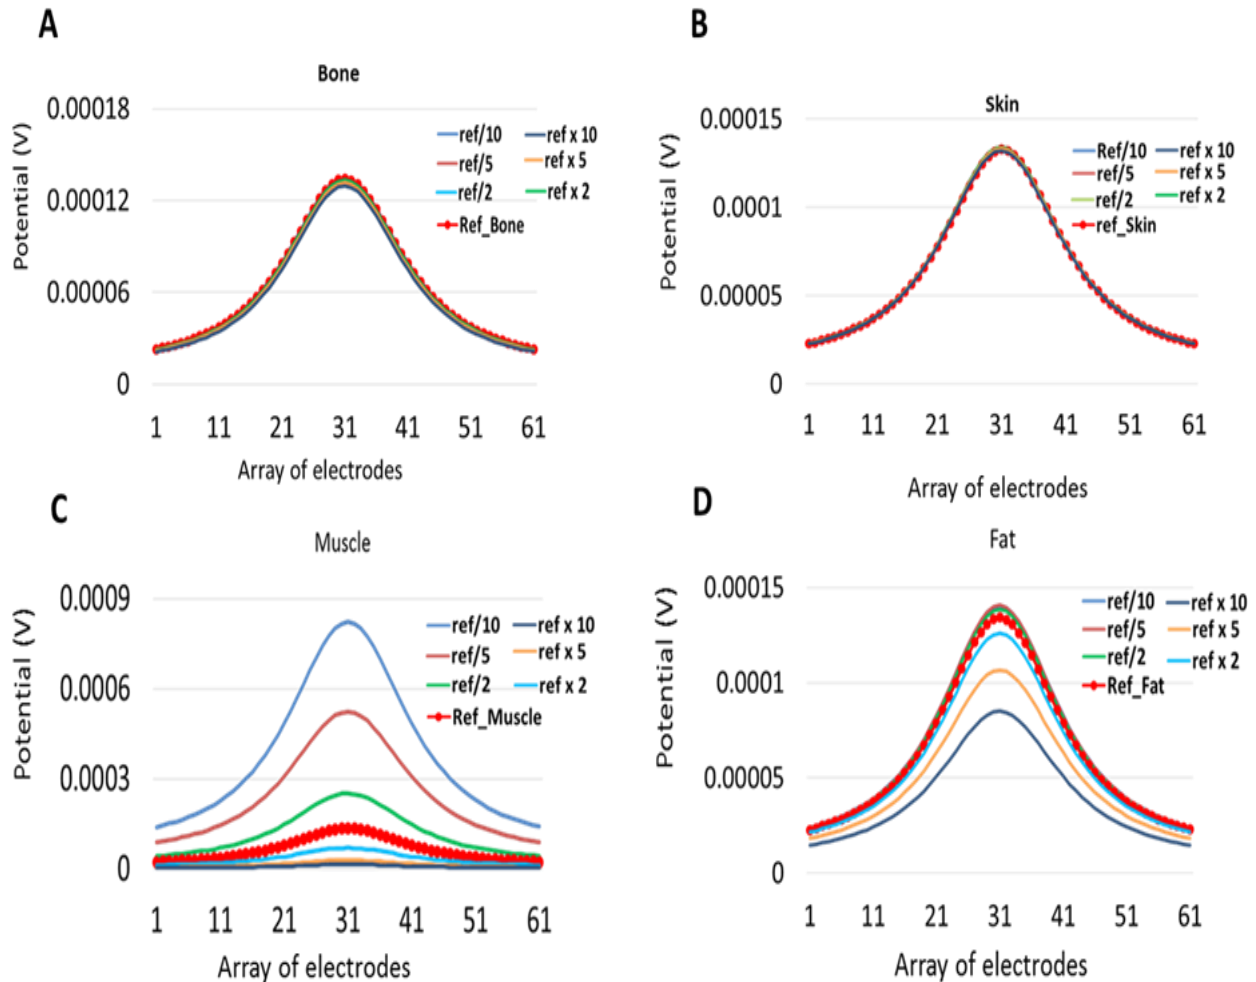 A
Bone
0.00018
0.00012
0.00006
0
Potential (V)
ref/10 ref x 10
ref/5 ref x 5
ref/2 ref x 2
Ref_Bone
1 11 21 31 41 51 61
Array of electrodes
B
Skin
0.00015
0.0001
0.00005
0
Potential (V)
Ref/10 ref x 10
ref/5 ref x 5
ref/2 ref x 2
ref_Skin
1 11 21 31 41 51 61
Array of electrodes
C
Muscle
0.0009
0.0006
0.0003
0
Potential (V)
ref/10 ref x 10
ref/5 ref x 5
ref/2 ref x 2
Ref_Muscle
1 11 21 31 41 51 61
Array of electrodes
D
Fat
0.00015
0.0001
0.00005
0
Potential (V)
ref/10 ref x 10
ref/5 ref x 5
ref/2 ref x 2
Ref_Fat
1 11 21 31 41 51 61
Array of electrodes